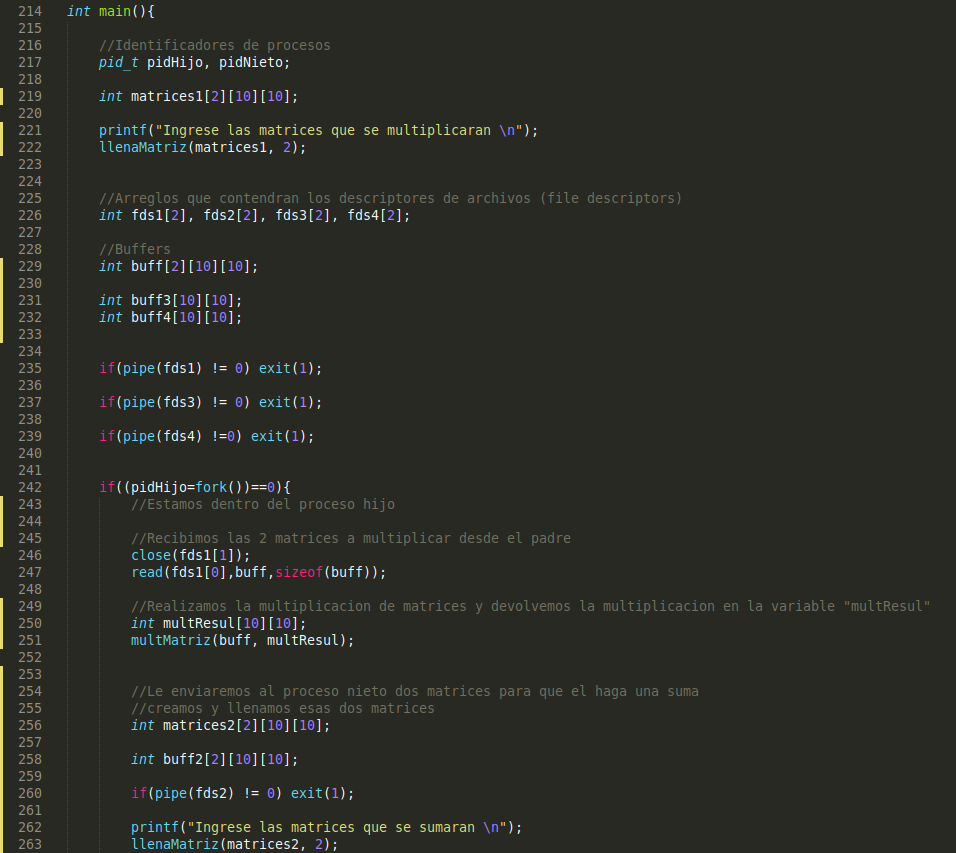 214 int main(){
215
216 //Identificadores de procesos
217 pid_t pidHijo, pidNieto;
218
219 int matrices1[2][10][10];
220
221 printf("Ingrese las matrices que se multiplicaran \n");
222 llenaMatriz(matrices1, 2);
223
224
225 //Arreglos que contendran los descriptores de archivos (file descriptors)
226 int fds1[2], fds2[2], fds3[2], fds4[2];
227
228 //Buffers
229 int buff[2][10][10];
230
231 int buff3[10][10];
232 int buff4[10][10];
233
234
235 if(pipe(fds1) != 0) exit(1);
236
237 if(pipe(fds3) != 0) exit(1);
238
239 if(pipe(fds4) !=0) exit(1);
240
241
242 if((pidHijo=fork())==0){
243 //Estamos dentro del proceso hijo
244
245 //Recibimos las 2 matrices a multiplicar desde el padre
246 close(fds1[1]);
247 read(fds1[0],buff,sizeof(buff));
248
249 //Realizamos la multiplicacion de matrices y devolvemos la multiplicacion en la variable "multResul"
250 int multResul[10][10];
251 multMatriz(buff, multResul);
252
253
254 //Le enviaremos al proceso nieto dos matrices para que el haga una suma
255 //creamos y llenamos esas dos matrices
256 int matrices2[2][10][10];
257
258 int buff2[2][10][10];
259
260 if(pipe(fds2) != 0) exit(1);
261
262 printf("Ingrese las matrices que se sumaran \n");
263 llenaMatriz(matrices2, 2);